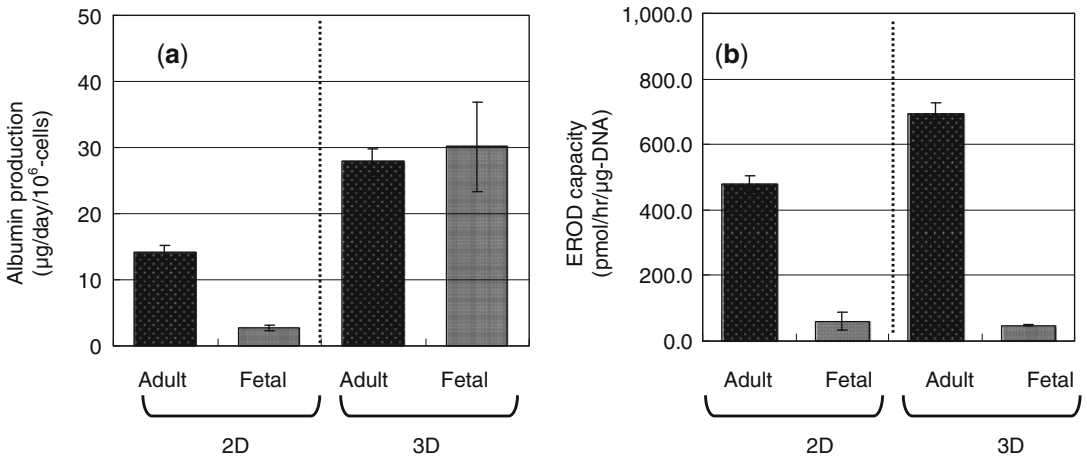 (a)
Albumin production
(µg/day/10⁶-cells)
50
40
30
20
10
0
Adult
Fetal
Adult
Fetal
2D
3D
(b)
EROD capacity
(pmol/hr/µg-DNA)
1,000.0
800.0
600.0
400.0
200.0
0.0
Adult
Fetal
Adult
Fetal
2D
3D